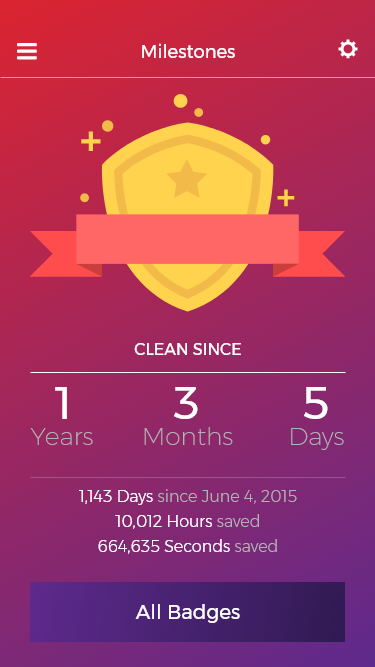 Milestones
CLEAN SINCE
1 3 5
Years Months Days
1,143 Days since June 4, 2015
10,012 Hours saved
664,635 Seconds saved
All Badges